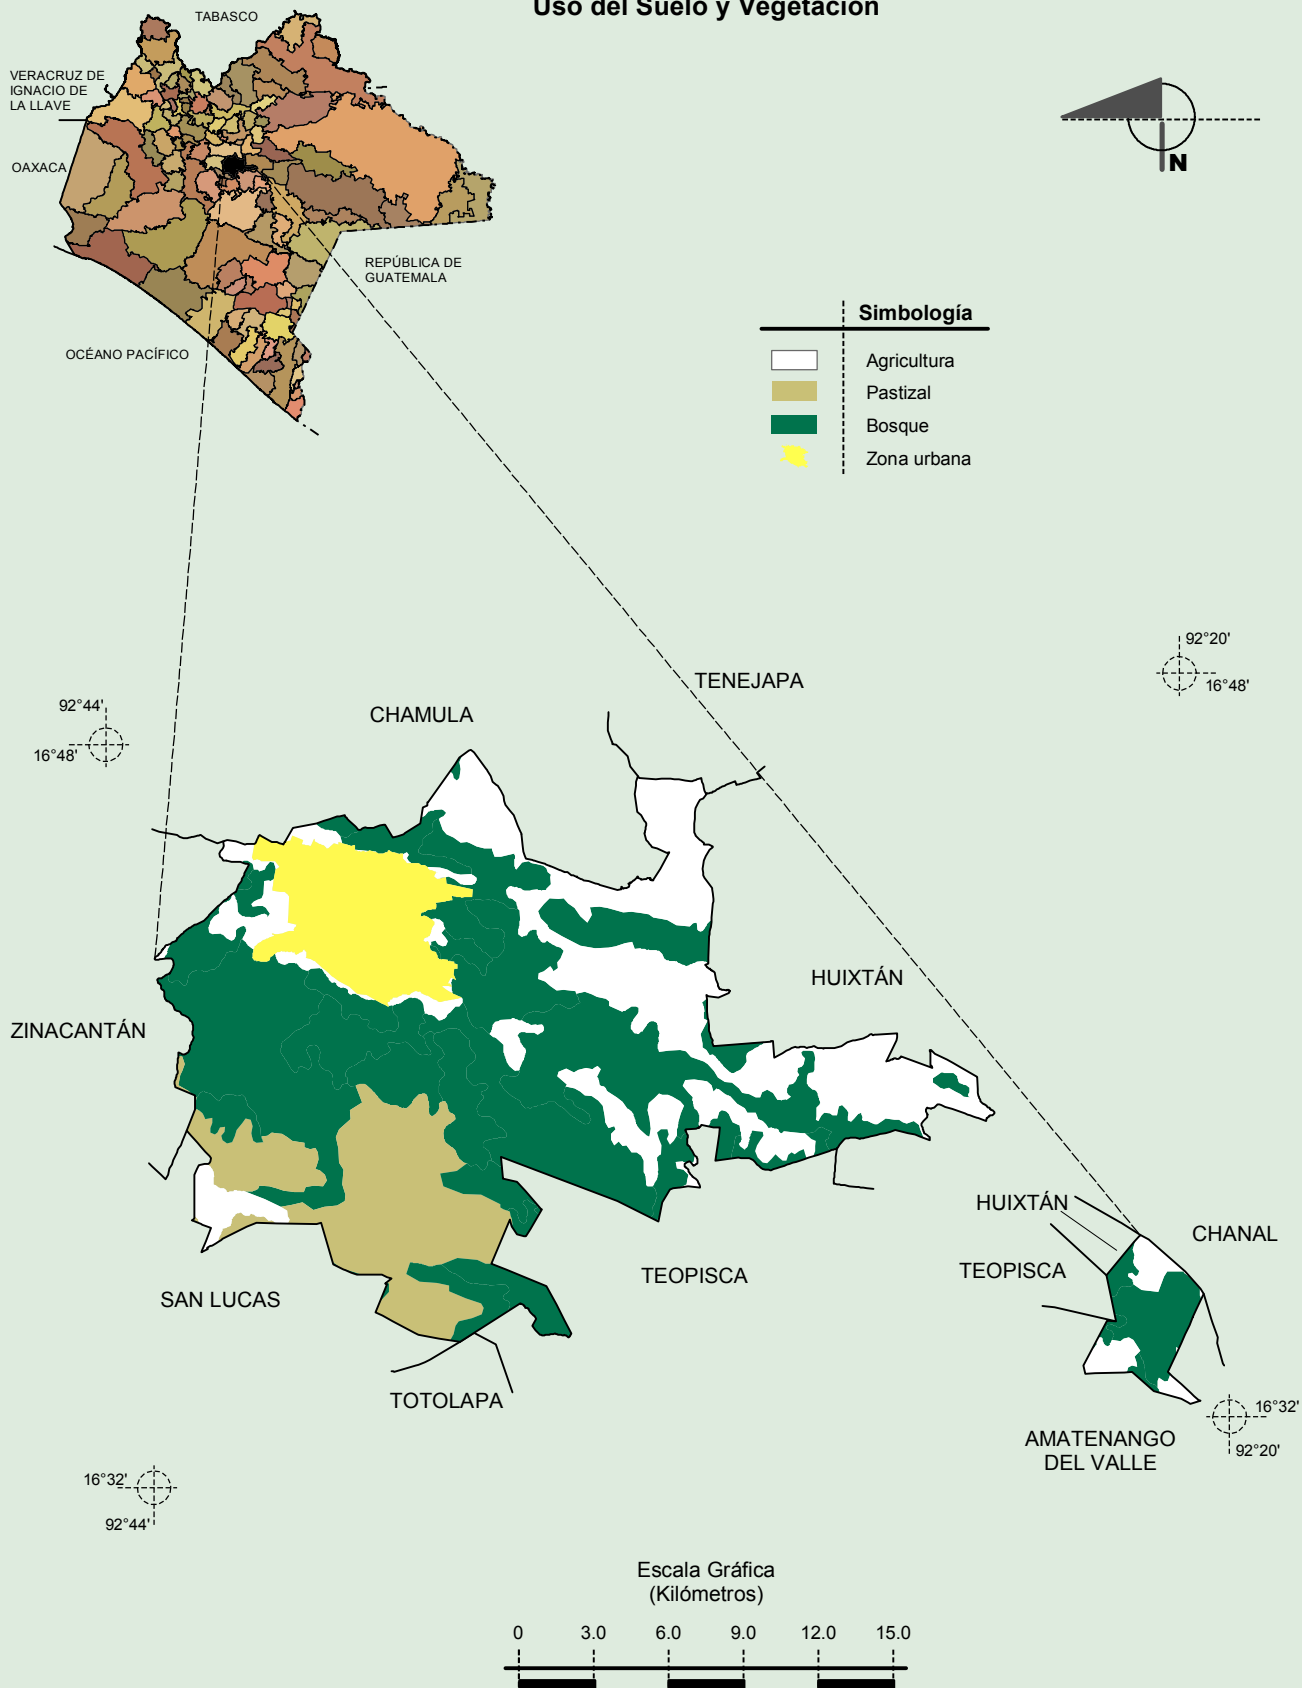 Uso del Suelo y Vegetación
TABASCO
VERACRUZ DE
IGNACIO DE
LA LLAVE
OAXACA
REPÚBLICA DE
GUATEMALA
OCÉANO PACÍFICO
N
Simbología
Agricultura
Pastizal
Bosque
Zona urbana
92°20'
16°48'
92°44'
16°48'
TENEJAPA
CHAMULA
HUIXTÁN
ZINACANTÁN
HUIXTÁN
CHANAL
TEOPISCA
TEOPISCA
SAN LUCAS
TOTOLAPA
16°32'
92°20'
AMATENANGO
DEL VALLE
16°32'
92°44'
Escala Gráfica
(Kilómetros)
0 3.0 6.0 9.0 12.0 15.0